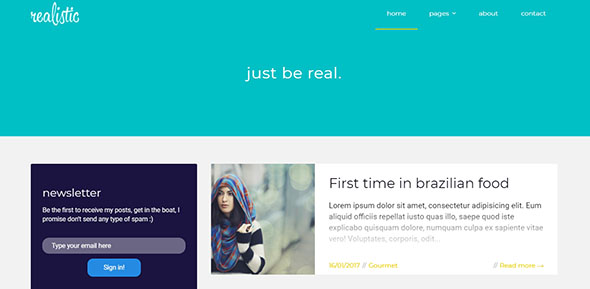 realistic
home pages about contact
just be real.
newsletter
Be the first to receive my posts, get in the boat, I
promise don't send any type of spam :)
Type your email here
Sign in!
First time in brazilian food
Lorem ipsum dolor sit amet, consectetur adipisicing elit. Eum
aliquid officiis repellat iusto quas illo, saepe quod iste
explicabo quisquam dolore, numquam culpa ex sapiente vitae
vero! Voluptates, corporis, odit...
16/01/2017 // Gourmet
// Read more →